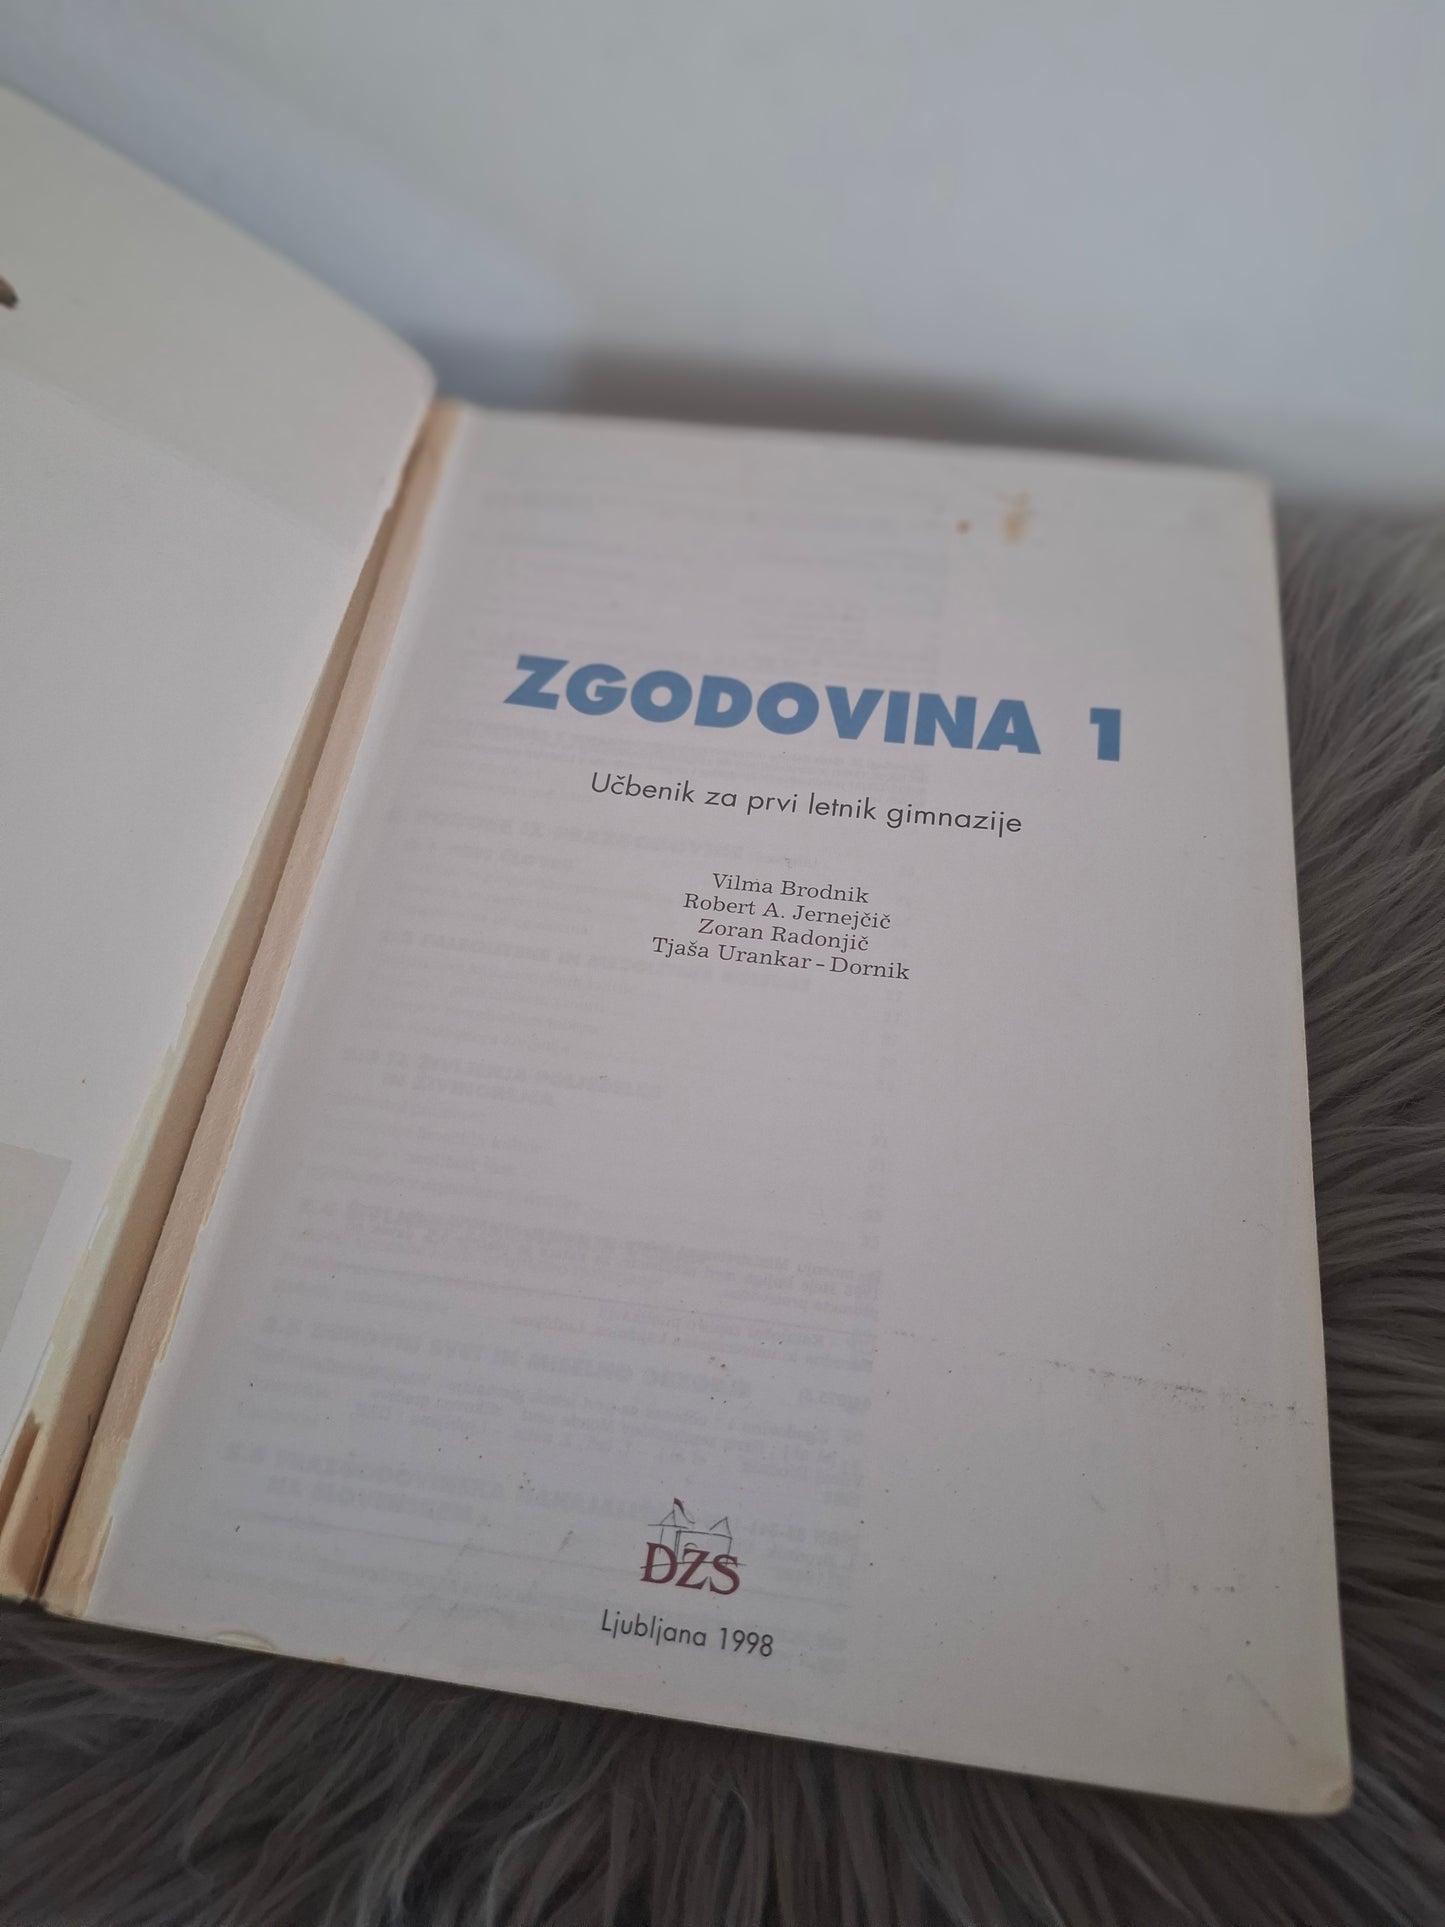 ZGODOVINA 1
Učbenik za prvi letnik gimnazije
Vilma Brodnik
Robert A. Jernejčič
Zoran Radonjič
Tjaša Urankar – Dornik
DZS
Ljubljana 1998